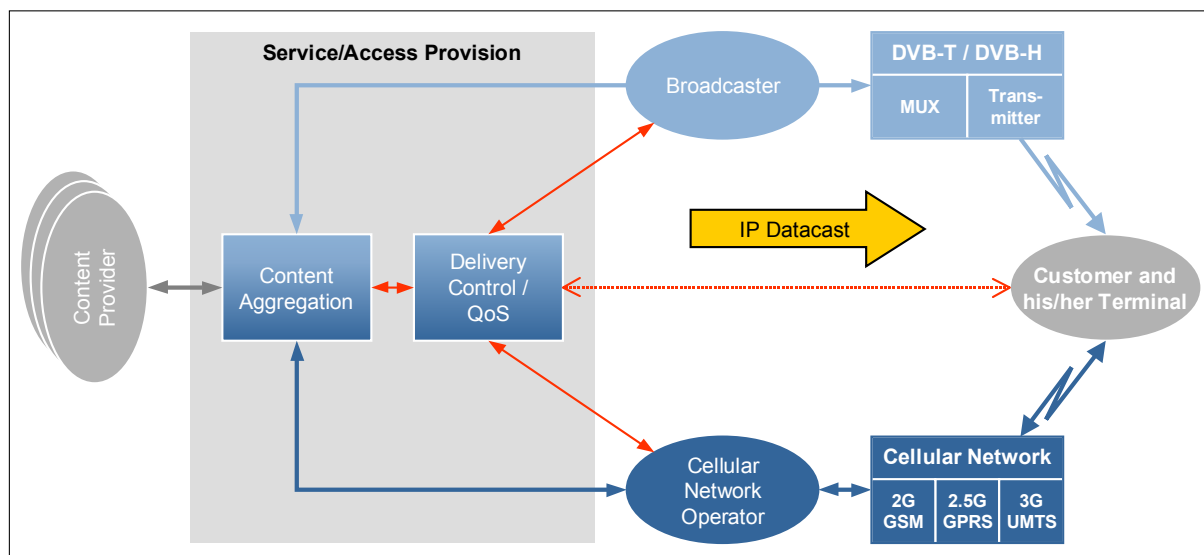 Service/Access Provision
Broadcaster
DVB-T / DVB-H
MUX
Trans-
mitter
IP Datacast
Content
Provider
Content
Aggregation
Delivery
Control /
QoS
Customer and
his/her Terminal
Cellular
Network
Operator
Cellular Network
2G
GSM
2.5G
GPRS
3G
UMTS